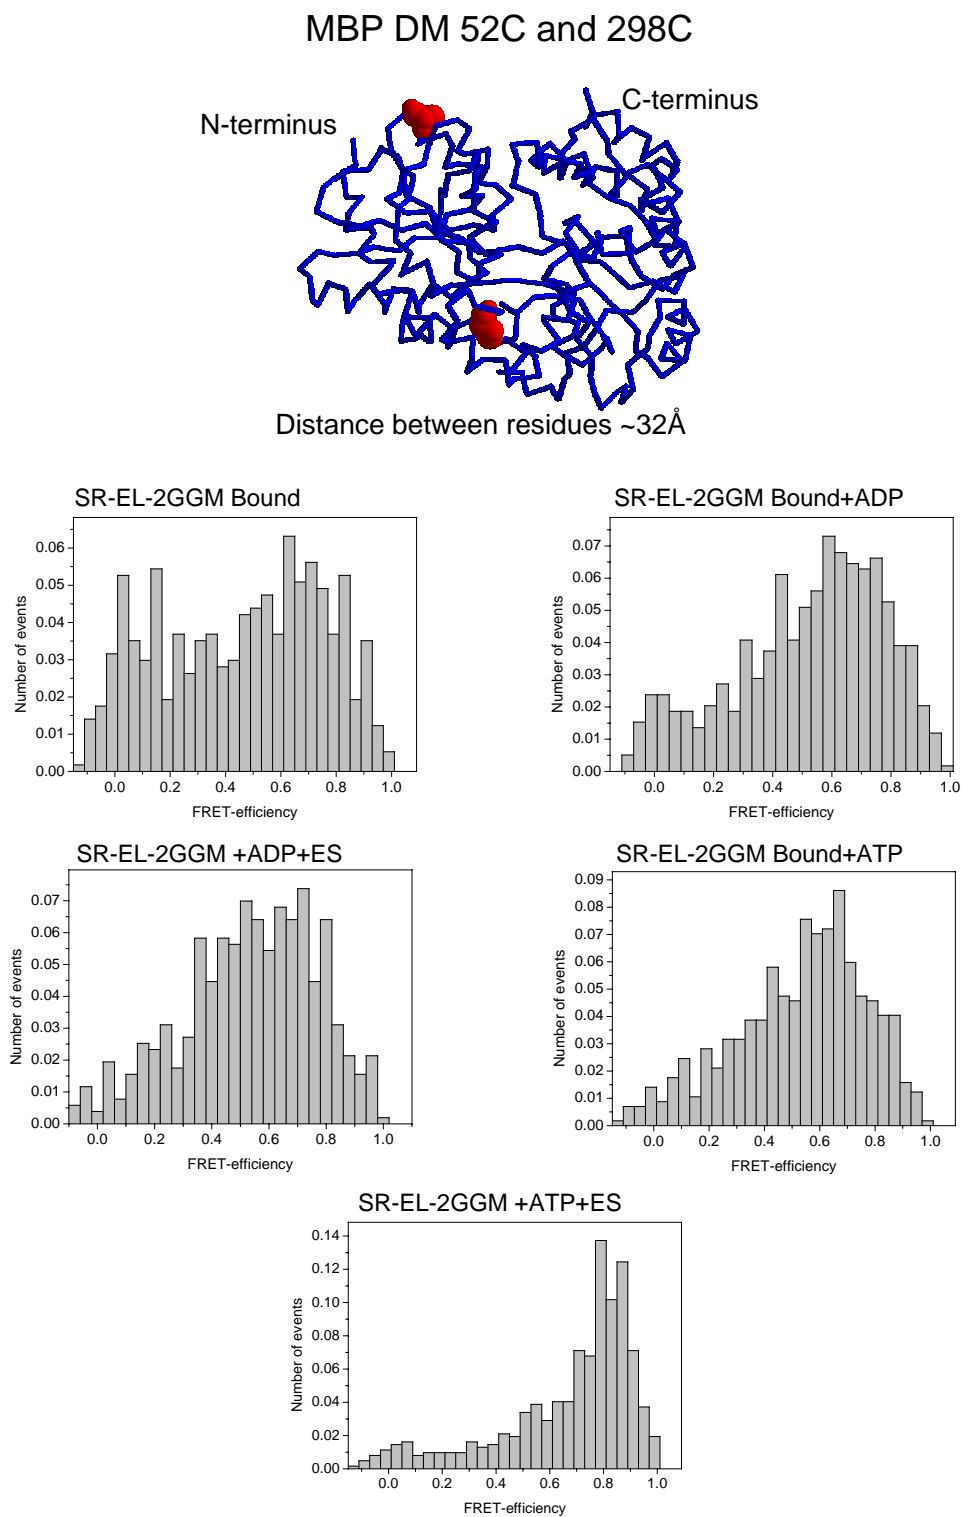 MBP DM 52C and 298C
N-terminus
C-terminus
Distance between residues ~32Å
SR-EL-2GGM Bound
0.06
0.05
0.04
0.03
0.02
0.01
0.00
Number of events
0.0 0.2 0.4 0.6 0.8 1.0
FRET-efficiency
SR-EL-2GGM Bound+ADP
0.07
0.06
0.05
0.04
0.03
0.02
0.01
0.00
Number of events
0.0 0.2 0.4 0.6 0.8 1.0
FRET-efficiency
SR-EL-2GGM +ADP+ES
0.07
0.06
0.05
0.04
0.03
0.02
0.01
0.00
Number of events
0.0 0.2 0.4 0.6 0.8 1.0
FRET-efficiency
SR-EL-2GGM Bound+ATP
0.09
0.08
0.07
0.06
0.05
0.04
0.03
0.02
0.01
0.00
Number of events
0.0 0.2 0.4 0.6 0.8 1.0
FRET-efficiency
SR-EL-2GGM +ATP+ES
0.14
0.12
0.10
0.08
0.06
0.04
0.02
0.00
Number of events
0.0 0.2 0.4 0.6 0.8 1.0
FRET-efficiency